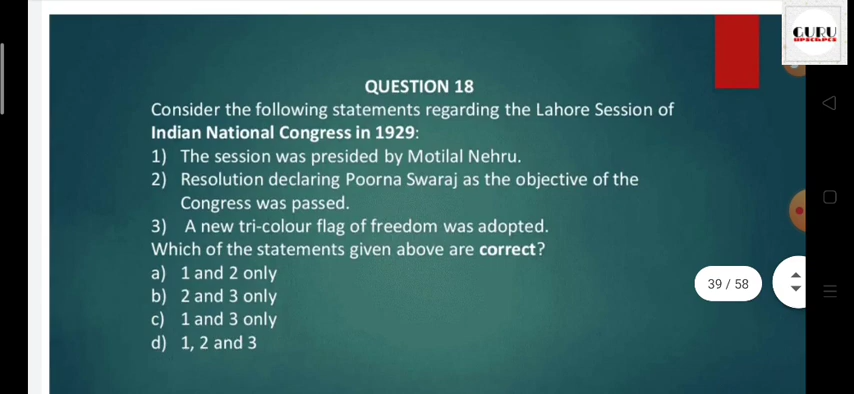 GURU
UPSC&PCS
QUESTION 18
Consider the following statements regarding the Lahore Session of
Indian National Congress in 1929:
1) The session was presided by Motilal Nehru.
2) Resolution declaring Poorna Swaraj as the objective of the
Congress was passed.
3) A new tri-colour flag of freedom was adopted.
Which of the statements given above are correct?
a) 1 and 2 only
b) 2 and 3 only
c) 1 and 3 only
d) 1, 2 and 3
39 / 58